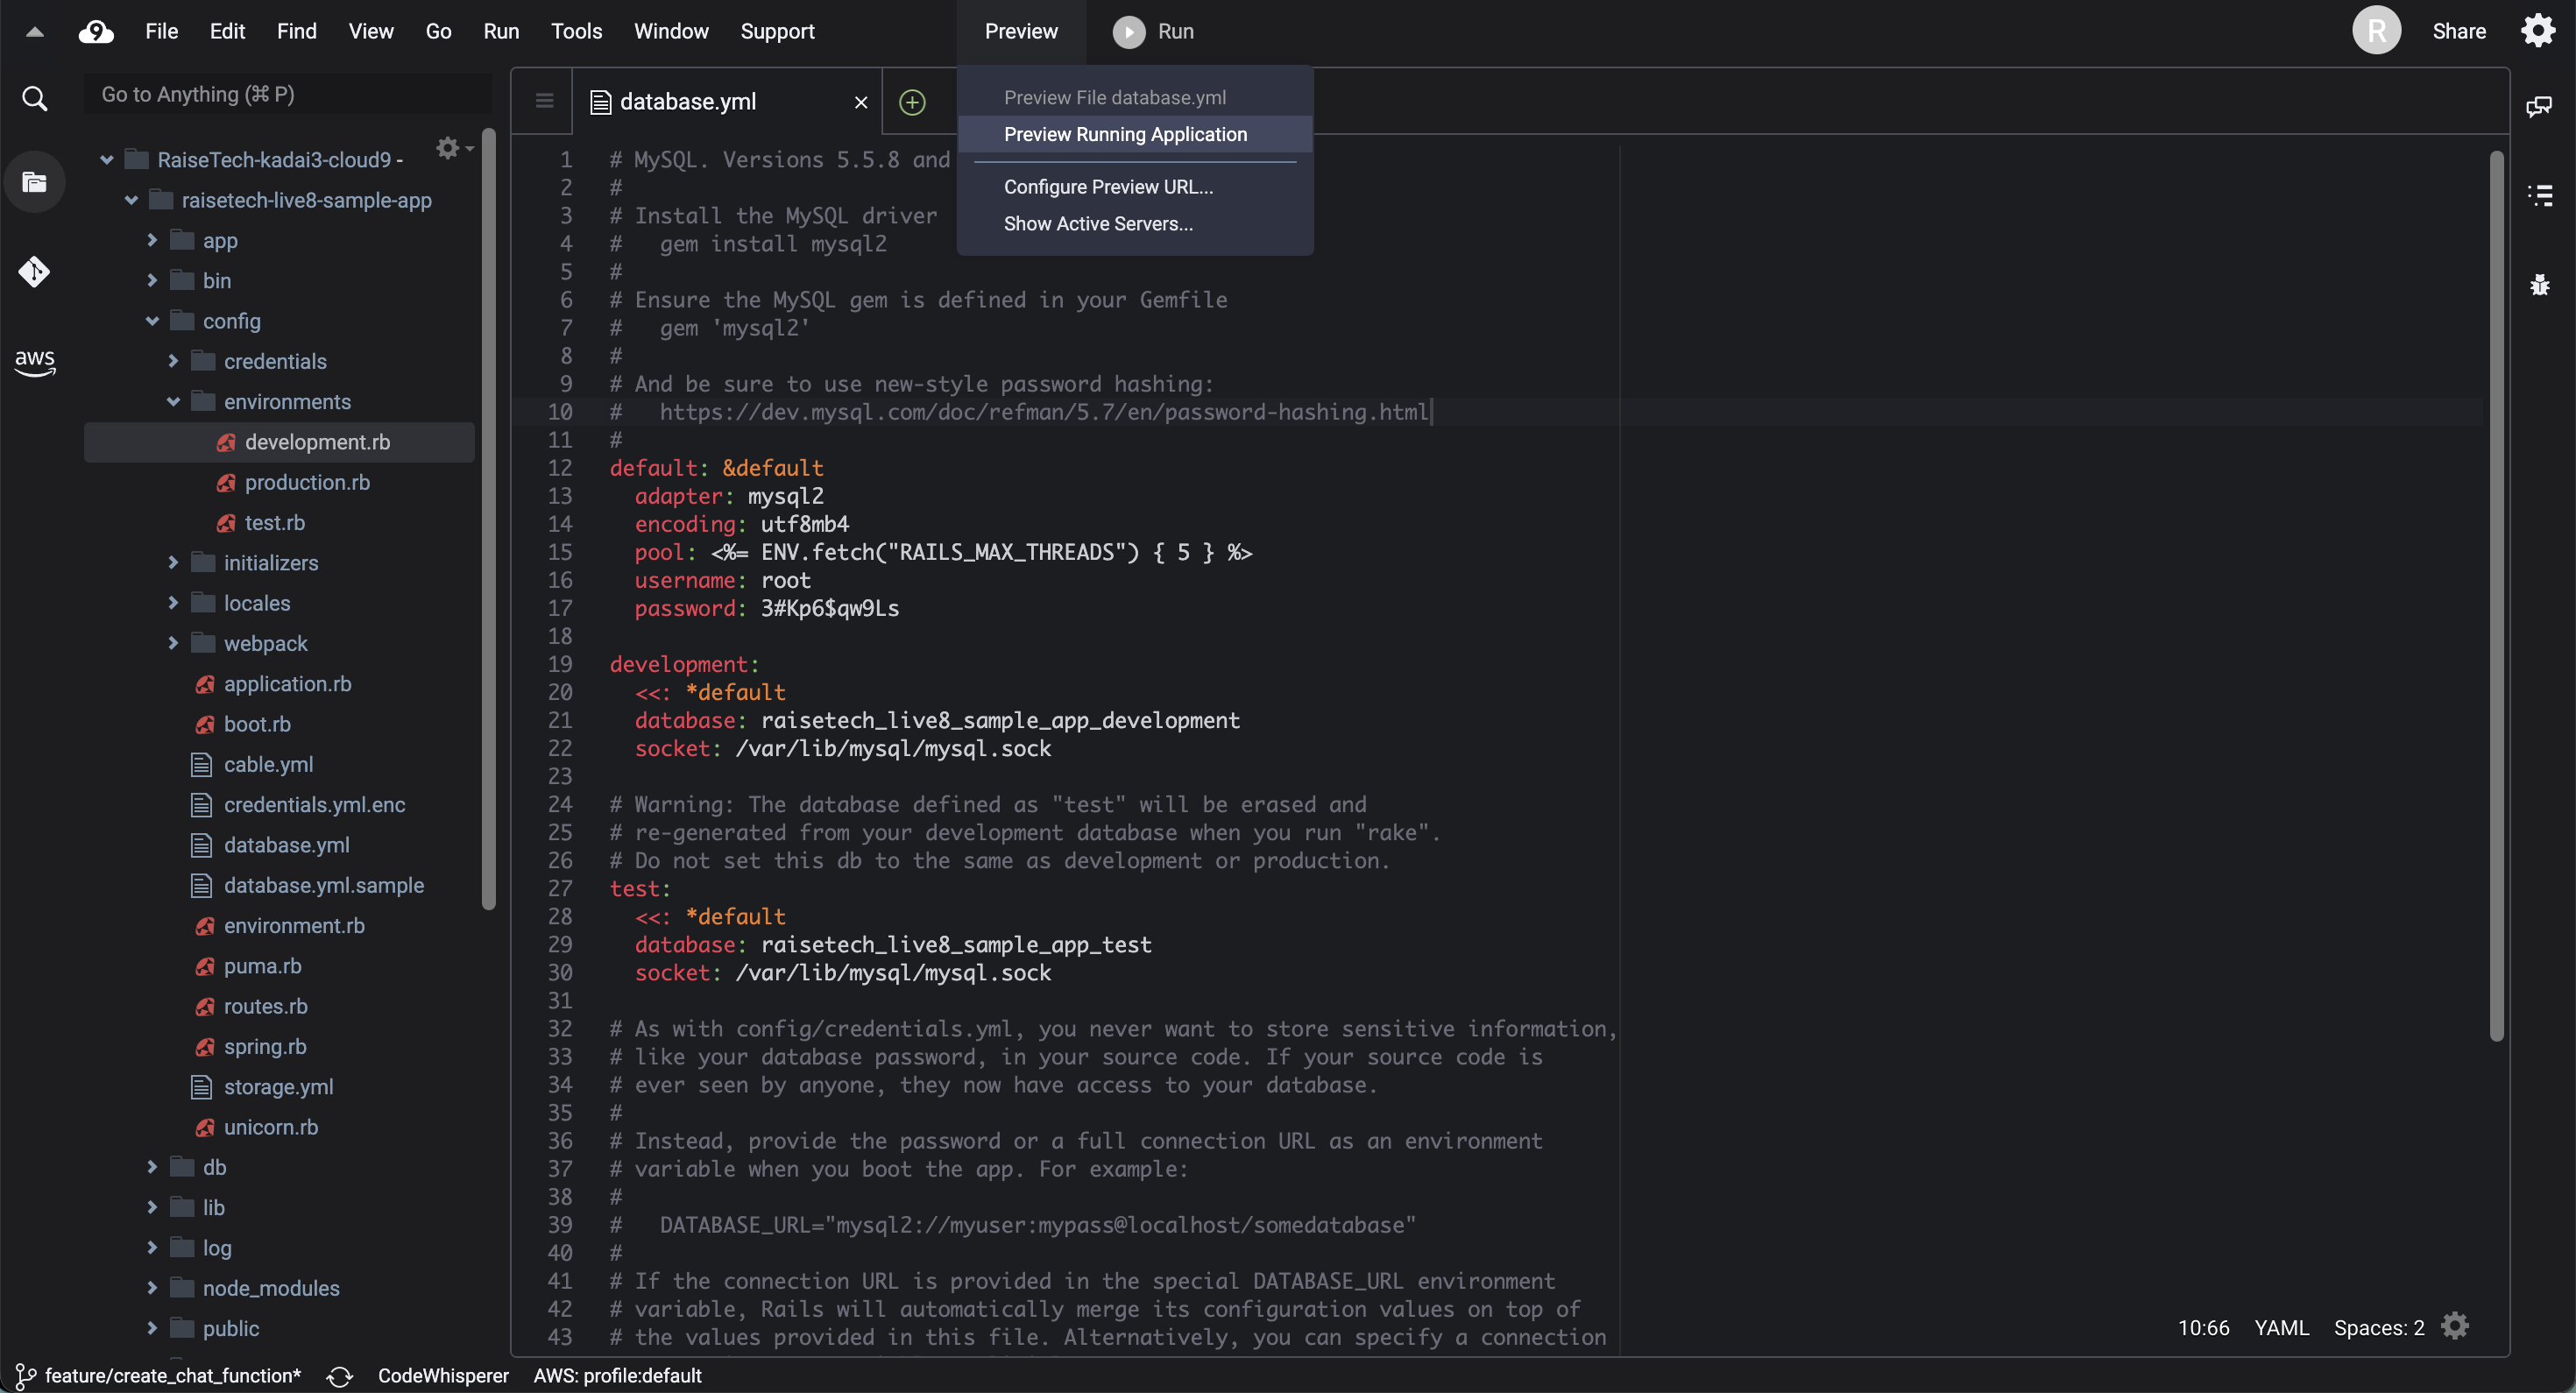 File Edit Find View Go Run Tools Window Support Preview Run R Share
Go to Anything (⌘ P)
database.yml
Preview File database.yml
Preview Running Application
Configure Preview URL...
Show Active Servers...
RaiseTech-kadai3-cloud9 -
raisetech-live8-sample-app
app
bin
config
credentials
environments
development.rb
production.rb
test.rb
initializers
locales
webpack
application.rb
boot.rb
cable.yml
credentials.yml.enc
database.yml
database.yml.sample
environment.rb
puma.rb
routes.rb
spring.rb
storage.yml
unicorn.rb
db
lib
log
node_modules
public
aws
1 # MySQL. Versions 5.5.8 and
2 #
3 # Install the MySQL driver
4 #   gem install mysql2
5 #
6 # Ensure the MySQL gem is defined in your Gemfile
7 #   gem 'mysql2'
8 #
9 # And be sure to use new-style password hashing:
10 #   https://dev.mysql.com/doc/refman/5.7/en/password-hashing.html
11 #
12 default: &default
13   adapter: mysql2
14   encoding: utf8mb4
15   pool: <%= ENV.fetch("RAILS_MAX_THREADS") { 5 } %>
16   username: root
17   password: 3#Kp6$qw9Ls
18
19 development:
20   <<: *default
21   database: raisetech_live8_sample_app_development
22   socket: /var/lib/mysql/mysql.sock
23
24 # Warning: The database defined as "test" will be erased and
25 # re-generated from your development database when you run "rake".
26 # Do not set this db to the same as development or production.
27 test:
28   <<: *default
29   database: raisetech_live8_sample_app_test
30   socket: /var/lib/mysql/mysql.sock
31
32 # As with config/credentials.yml, you never want to store sensitive information,
33 # like your database password, in your source code. If your source code is
34 # ever seen by anyone, they now have access to your database.
35 #
36 # Instead, provide the password or a full connection URL as an environment
37 # variable when you boot the app. For example:
38 #
39 #   DATABASE_URL="mysql2://myuser:mypass@localhost/somedatabase"
40 #
41 # If the connection URL is provided in the special DATABASE_URL environment
42 # variable, Rails will automatically merge its configuration values on top of
43 # the values provided in this file. Alternatively, you can specify a connection
10:66 YAML Spaces: 2
feature/create_chat_function* CodeWhisperer AWS: profile:default